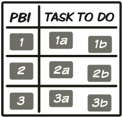 PBI TASK TO DO
1 1a 1b
2 2a 2b
3 3a 3b